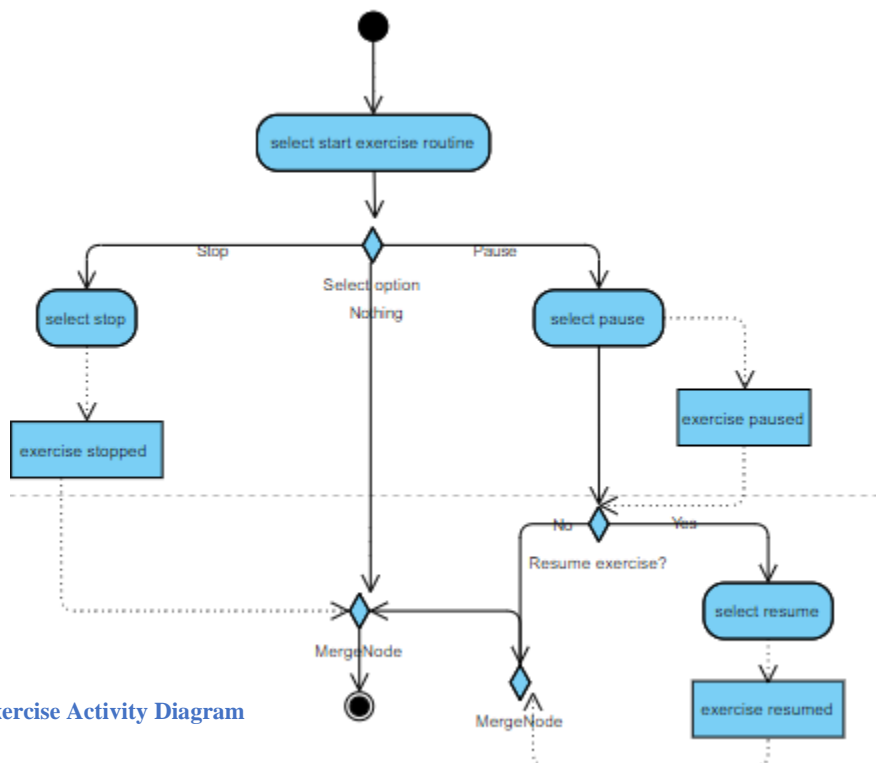 select start exercise routine
Stop
Pause
Select option
Nothing
select stop
select pause
exercise paused
exercise stopped
No
Yes
Resume exercise?
select resume
MergeNode
exercise resumed
MergeNode
xercise Activity Diagram